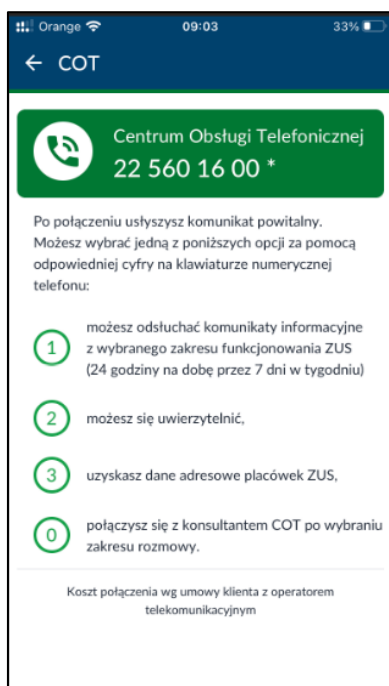 Orange 09:03 33%
COT
Centrum Obsługi Telefonicznej
22 560 16 00 *
Po połączeniu usłyszysz komunikat powitalny.
Możesz wybrać jedną z poniższych opcji za pomocą
odpowiedniej cyfry na klawiaturze numerycznej
telefonu:
1 możesz odsłuchać komunikaty informacyjne
z wybranego zakresu funkcjonowania ZUS
(24 godziny na dobę przez 7 dni w tygodniu)
2 możesz się uwierzytelnić,
3 uzyskasz dane adresowe placówek ZUS,
0 połączysz się z konsultantem COT po wybraniu
zakresu rozmowy.
Koszt połączenia wg umowy klienta z operatorem
telekomunikacyjnym